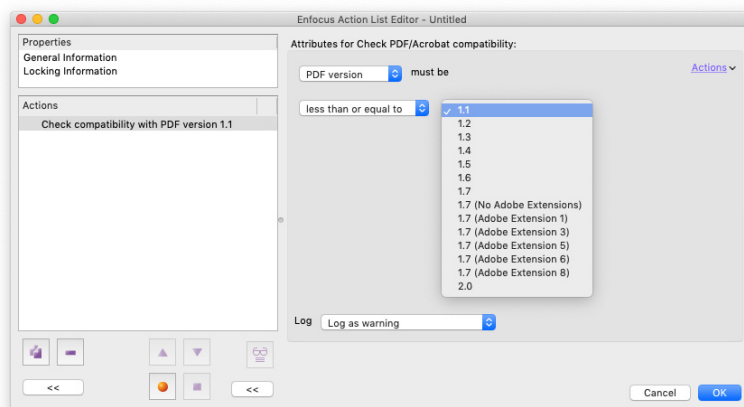 Enfocus Action List Editor - Untitled
Properties
General Information
Locking Information
Actions
Check compatibility with PDF version 1.1
<<
<<
Attributes for Check PDF/Acrobat compatibility:
PDF version must be
Actions
less than or equal to
1.1
1.2
1.3
1.4
1.5
1.6
1.7
1.7 (No Adobe Extensions)
1.7 (Adobe Extension 1)
1.7 (Adobe Extension 3)
1.7 (Adobe Extension 5)
1.7 (Adobe Extension 6)
1.7 (Adobe Extension 8)
2.0
Log Log as warning
Cancel OK